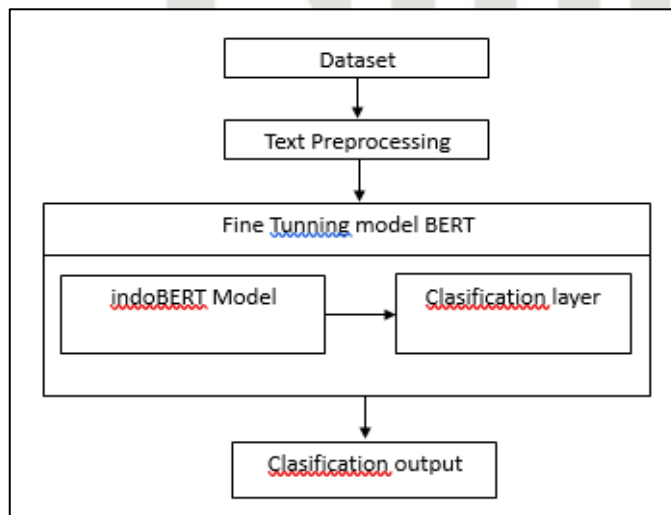 Dataset
Text Preprocessing
Fine Tunning model BERT
indoBERT Model
Clasification layer
Clasification output